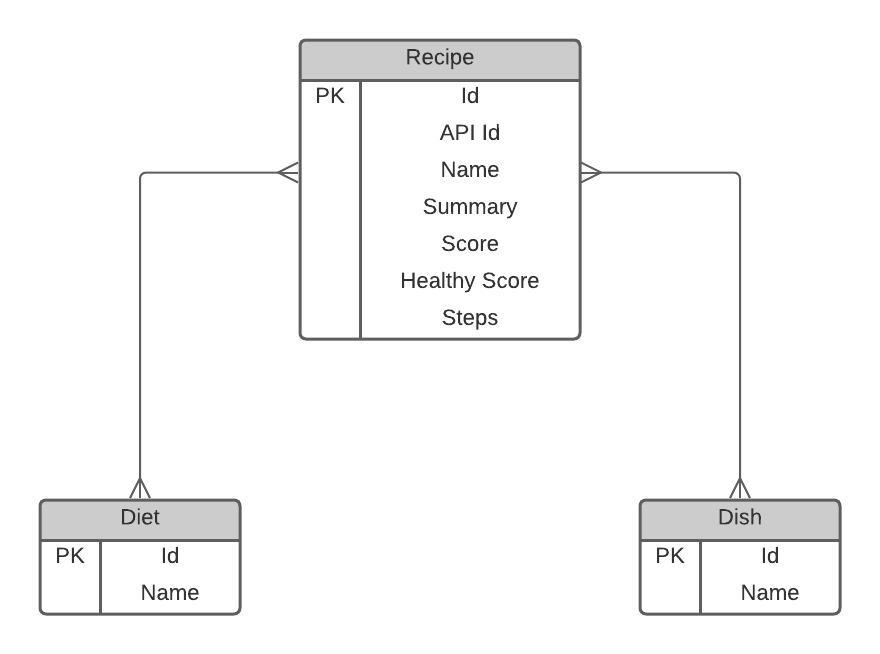 Recipe
PK Id
API Id
Name
Summary
Score
Healthy Score
Steps
Diet
PK Id
Name
Dish
PK Id
Name